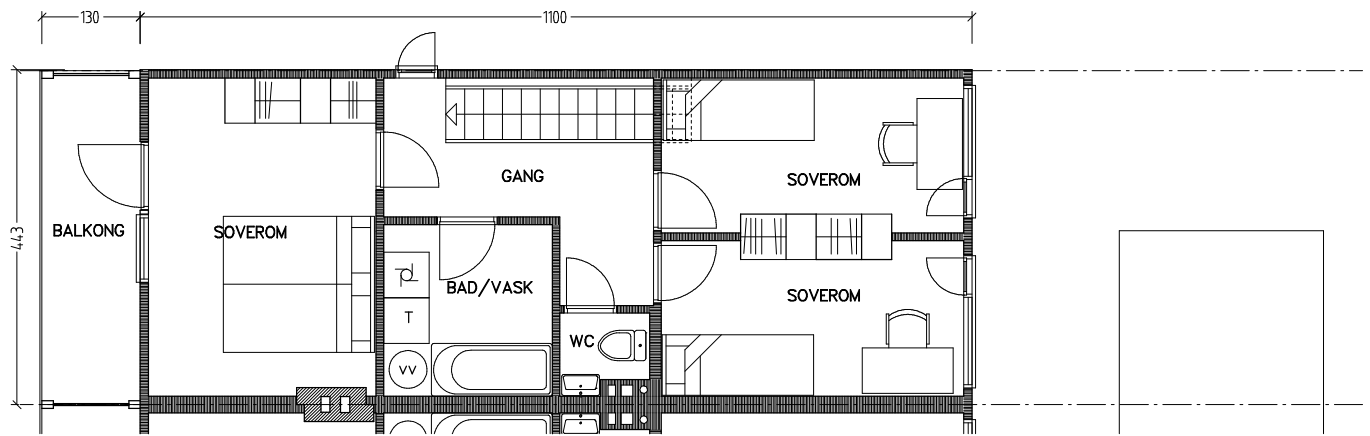 130
1100
443
BALKONG
SOVEROM
GANG
SOVEROM
BAD/VASK
SOVEROM
T
WC
VV